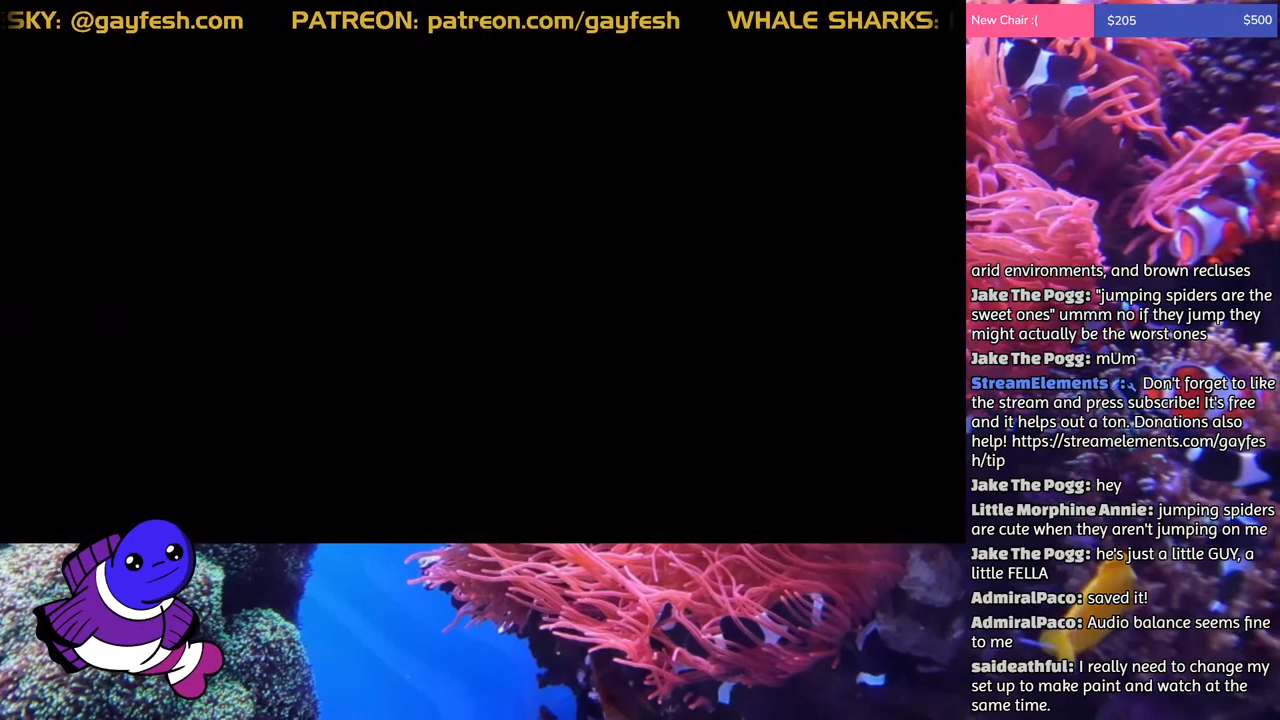 SKY: @gayfesh.com PATREON: patreon.com/gayfesh WHALE SHARKS:
New Chair :( $205 $500
arid environments, and brown recluses
Jake The Pogg: "jumping spiders are the
sweet ones" ummm no if they jump they
might actually be the worst ones
Jake The Pogg: mUm
StreamElements : Don't forget to like
the stream and press subscribe! It's free
and it helps out a ton. Donations also
help! https://streamelements.com/gayfes
h/tip
Jake The Pogg: hey
Little Morphine Annie: jumping spiders
are cute when they aren't jumping on me
Jake The Pogg: he's just a little GUY, a
little FELLA
AdmiralPaco: saved it!
AdmiralPaco: Audio balance seems fine
to me
saideathful: I really need to change my
set up to make paint and watch at the
same time.